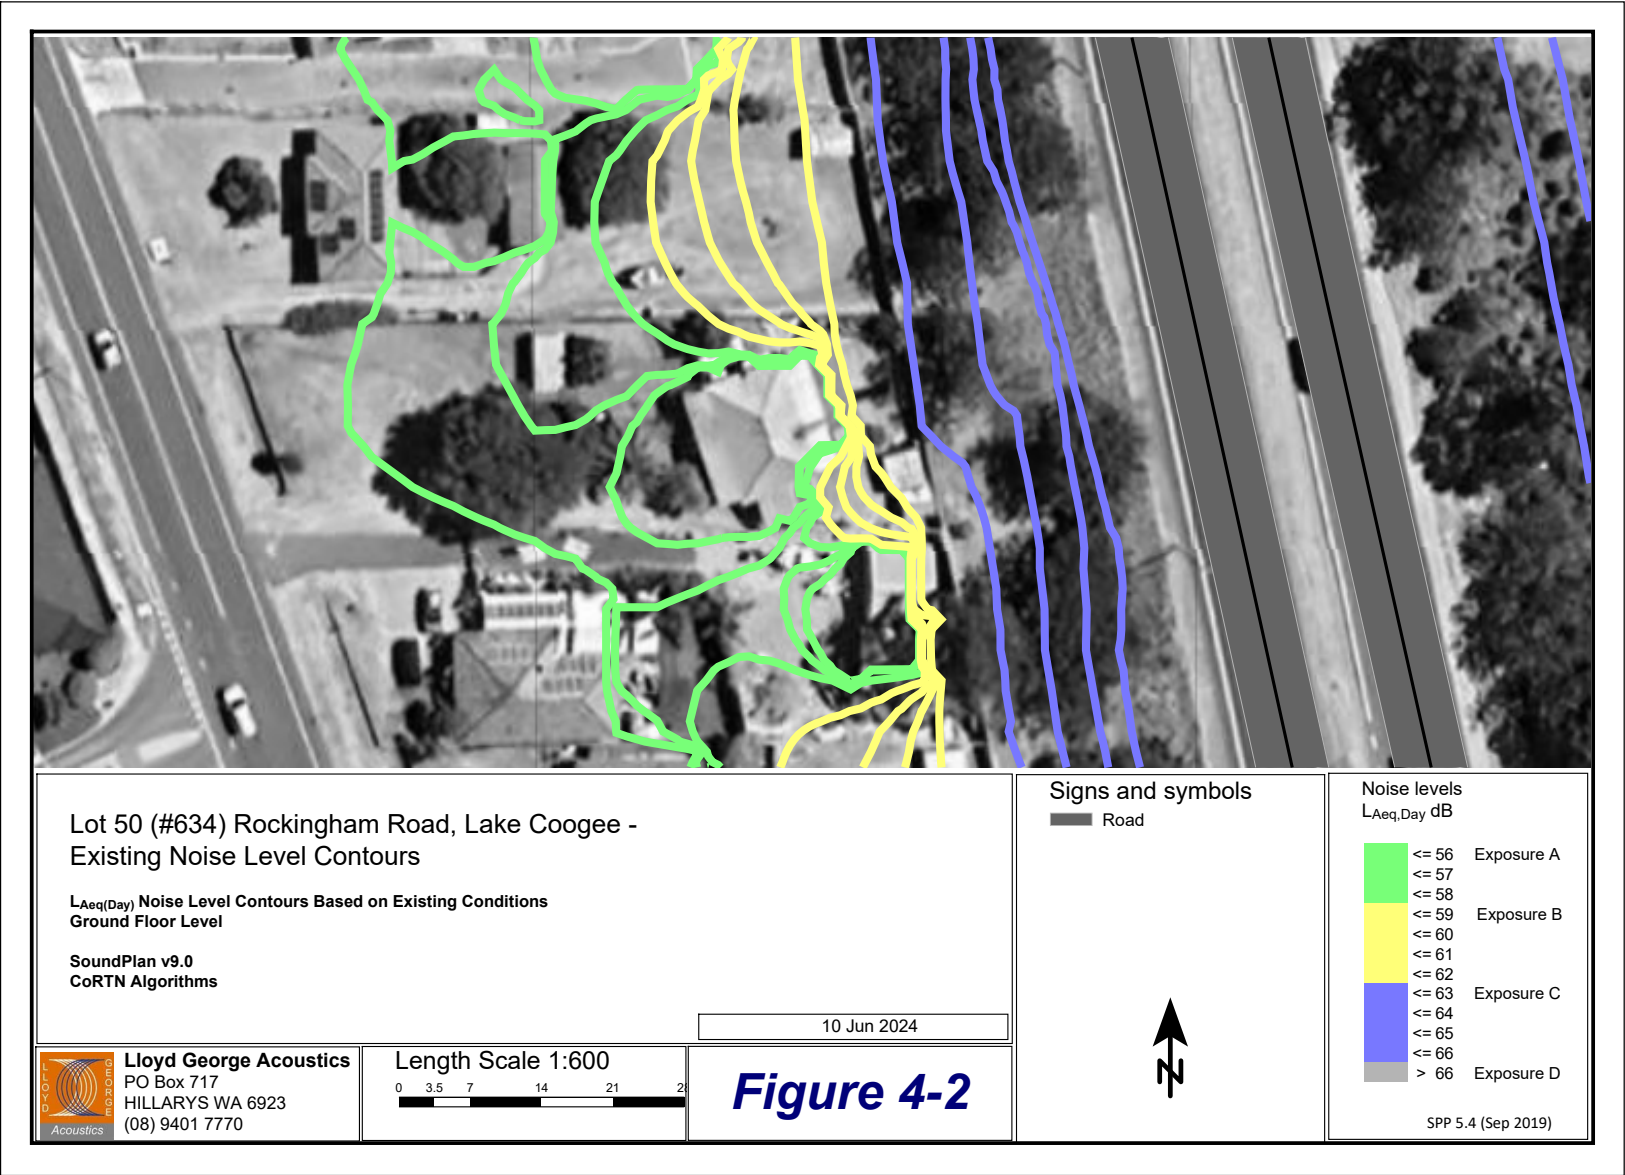 Lot 50 (#634) Rockingham Road, Lake Coogee -
Existing Noise Level Contours
LAeq(Day) Noise Level Contours Based on Existing Conditions
Ground Floor Level
SoundPlan v9.0
CoRTN Algorithms
10 Jun 2024
LLOYD
GEORGE
Acoustics
Lloyd George Acoustics
PO Box 717
HILLARYS WA 6923
(08) 9401 7770
Length Scale 1:600
0 3.5 7 14 21 28
Figure 4-2
Signs and symbols
Road
N
Noise levels
LAeq,Day dB
<= 56 Exposure A
<= 57
<= 58
<= 59 Exposure B
<= 60
<= 61
<= 62
<= 63 Exposure C
<= 64
<= 65
<= 66
> 66 Exposure D
SPP 5.4 (Sep 2019)